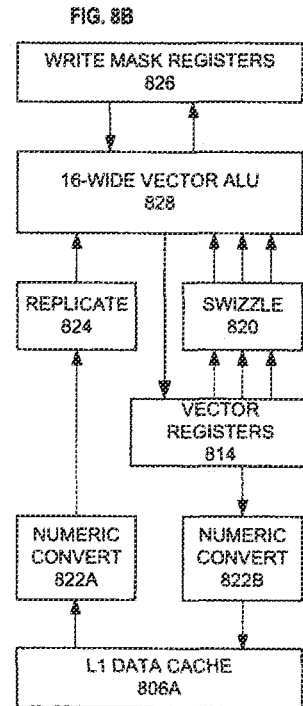 FIG. 8B
WRITE MASK REGISTERS
826
16-WIDE VECTOR ALU
828
REPLICATE
824
SWIZZLE
820
VECTOR
REGISTERS
814
NUMERIC
CONVERT
822A
NUMERIC
CONVERT
822B
L1 DATA CACHE
806A